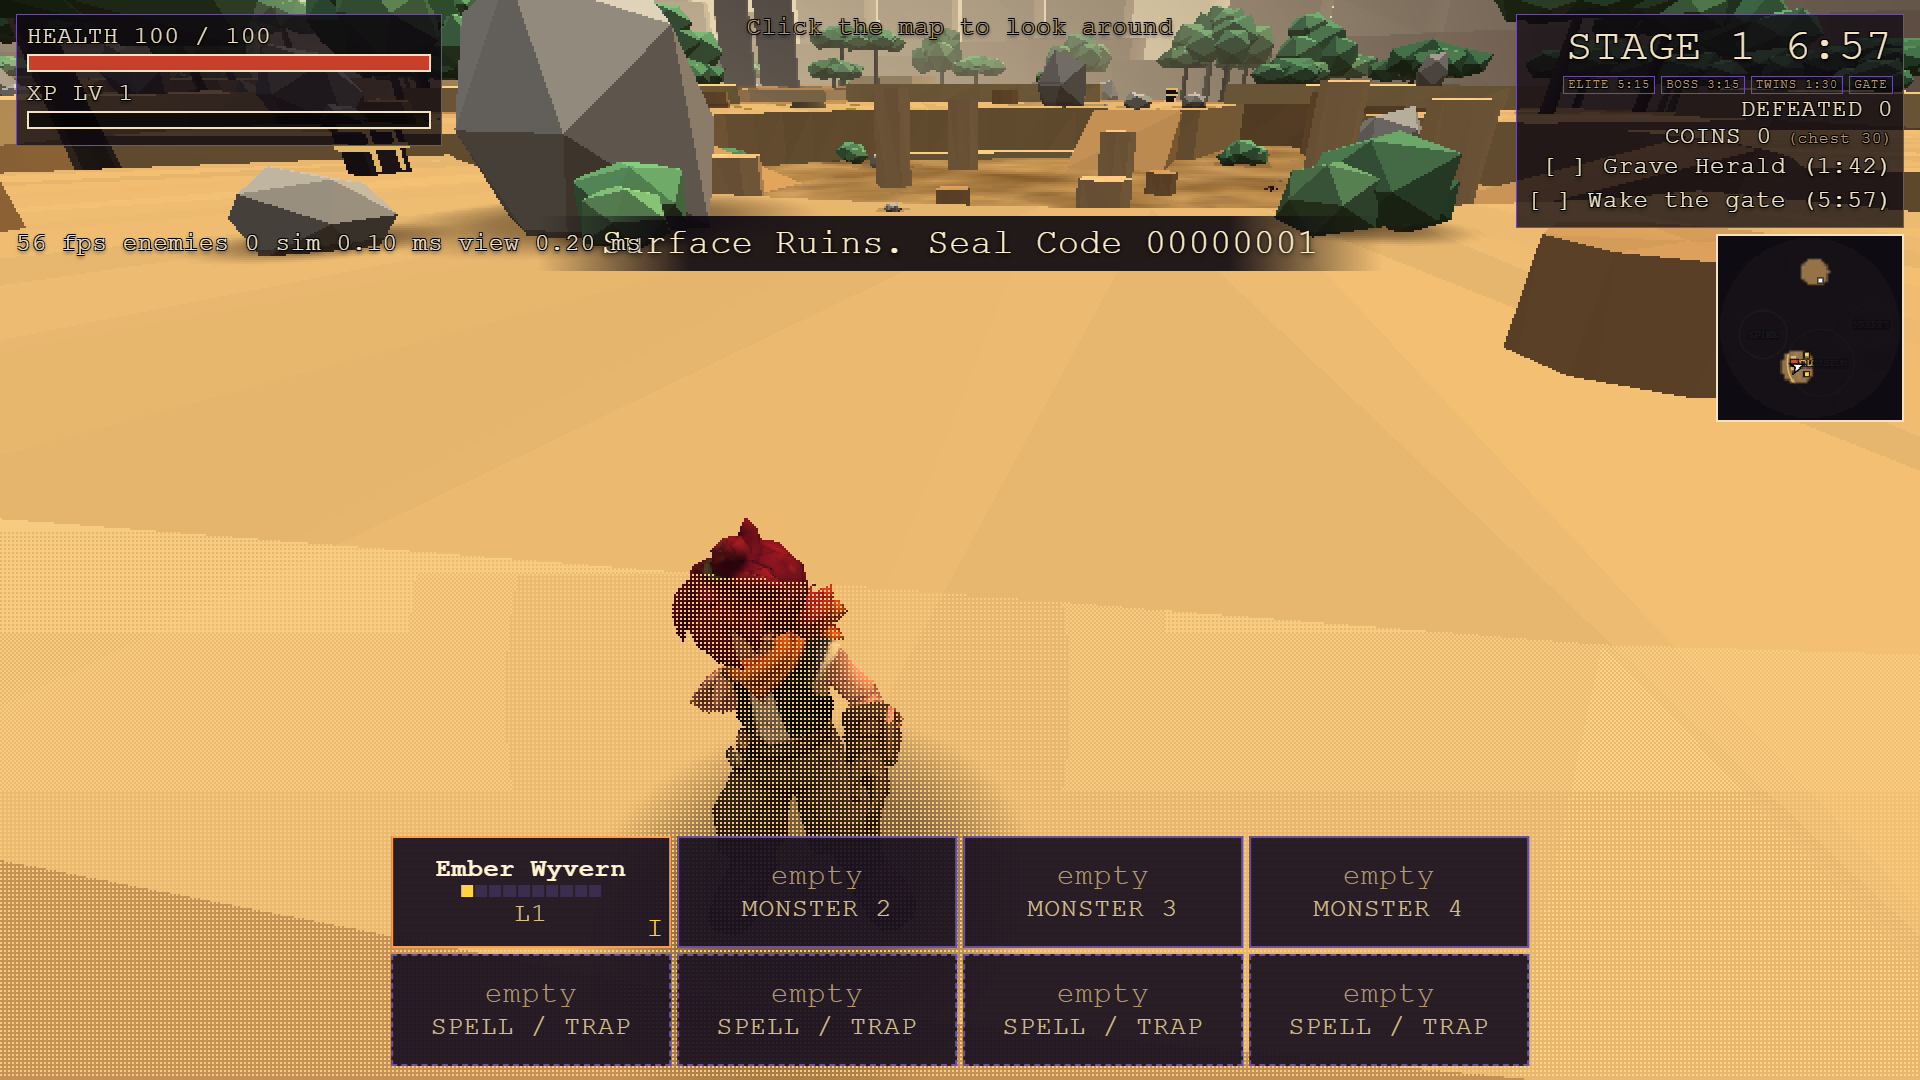 HEALTH 100 / 100
XP LV 1
56 fps enemies 0 sim 0.10 ms view 0.20 ms
Click the map to look around
Surface Ruins. Seal Code 00000001
STAGE 1 6:57
ELITE 5:15 BOSS 3:15 TWINS 1:30 GATE
DEFEATED 0
COINS 0 (chest 30)
[ ] Grave Herald (1:42)
[ ] Wake the gate (5:57)
Ember Wyvern
L1
I
empty
MONSTER 2
empty
MONSTER 3
empty
MONSTER 4
empty
SPELL / TRAP
empty
SPELL / TRAP
empty
SPELL / TRAP
empty
SPELL / TRAP